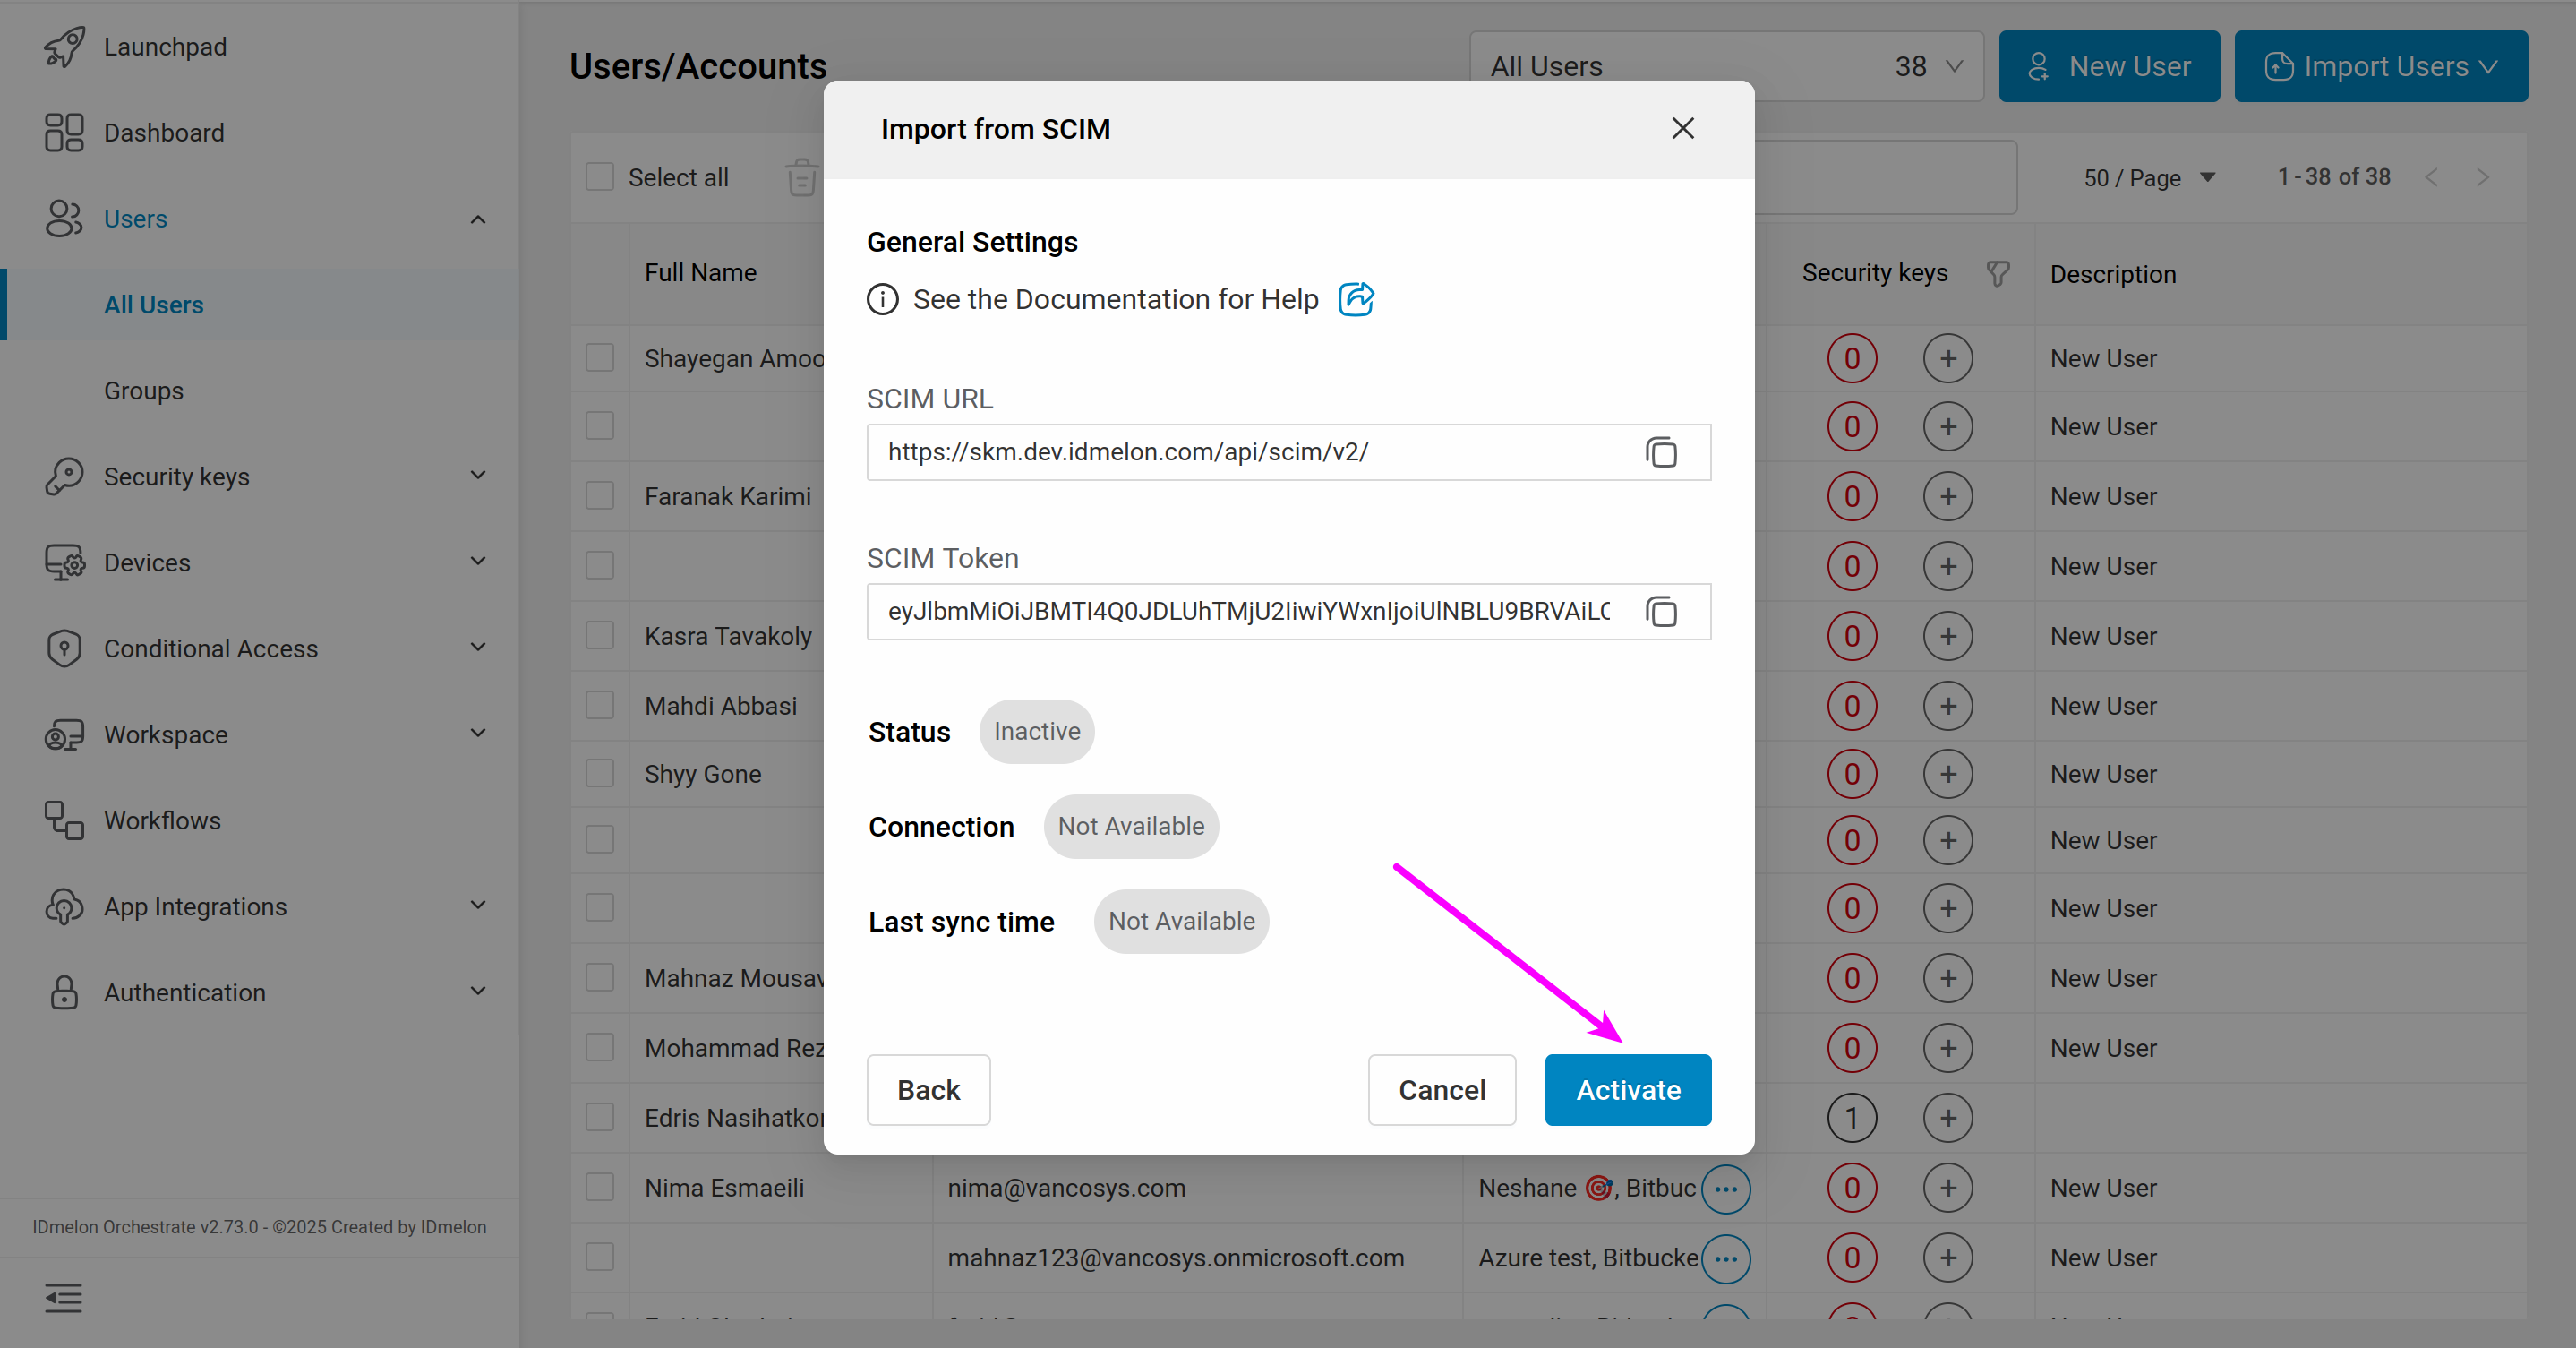 Launchpad
Dashboard
Users
All Users
Groups
Security keys
Devices
Conditional Access
Workspace
Workflows
App Integrations
Authentication
IDmelon Orchestrate v2.73.0 - ©2025 Created by IDmelon
Users/Accounts
All Users 38
New User
Import Users
Select all
50 / Page
1 - 38 of 38
Full Name
Security keys
Description
Shayegan Amoo
0 + New User
0 + New User
Faranak Karimi
0 + New User
0 + New User
Kasra Tavakoly
0 + New User
Mahdi Abbasi
0 + New User
Shyy Gone
0 + New User
0 + New User
0 + New User
Mahnaz Mousav
0 + New User
Mohammad Rez
0 + New User
Edris Nasihatkon
1 +
Nima Esmaeili nima@vancosys.com Neshane 🎯, Bitbuc ... 0 + New User
mahnaz123@vancosys.onmicrosoft.com Azure test, Bitbucke ... 0 + New User
Import from SCIM
General Settings
See the Documentation for Help
SCIM URL
https://skm.dev.idmelon.com/api/scim/v2/
SCIM Token
eyJlbmMiOiJBMTI4Q0JDLUhTMjU2IiwiYWxnIjoiUlNBLU9BRVAiLC
Status Inactive
Connection Not Available
Last sync time Not Available
Back
Cancel
Activate